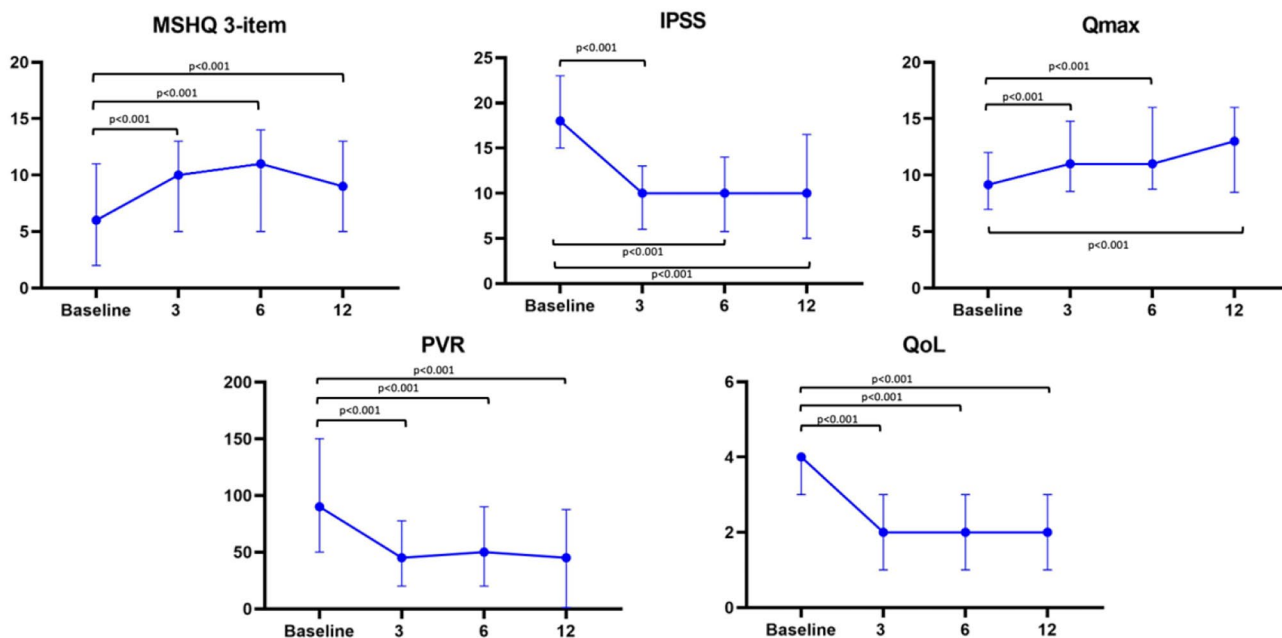 MSHQ 3-item
20
15
10
5
0
p<0.001
p<0.001
p<0.001
Baseline 3 6 12
IPSS
25
20
15
10
5
0
p<0.001
p<0.001
p<0.001
Baseline 3 6 12
Qmax
20
15
10
5
0
p<0.001
p<0.001
p<0.001
Baseline 3 6 12
PVR
200
150
100
50
0
p<0.001
p<0.001
p<0.001
Baseline 3 6 12
QoL
6
4
2
0
p<0.001
p<0.001
p<0.001
Baseline 3 6 12